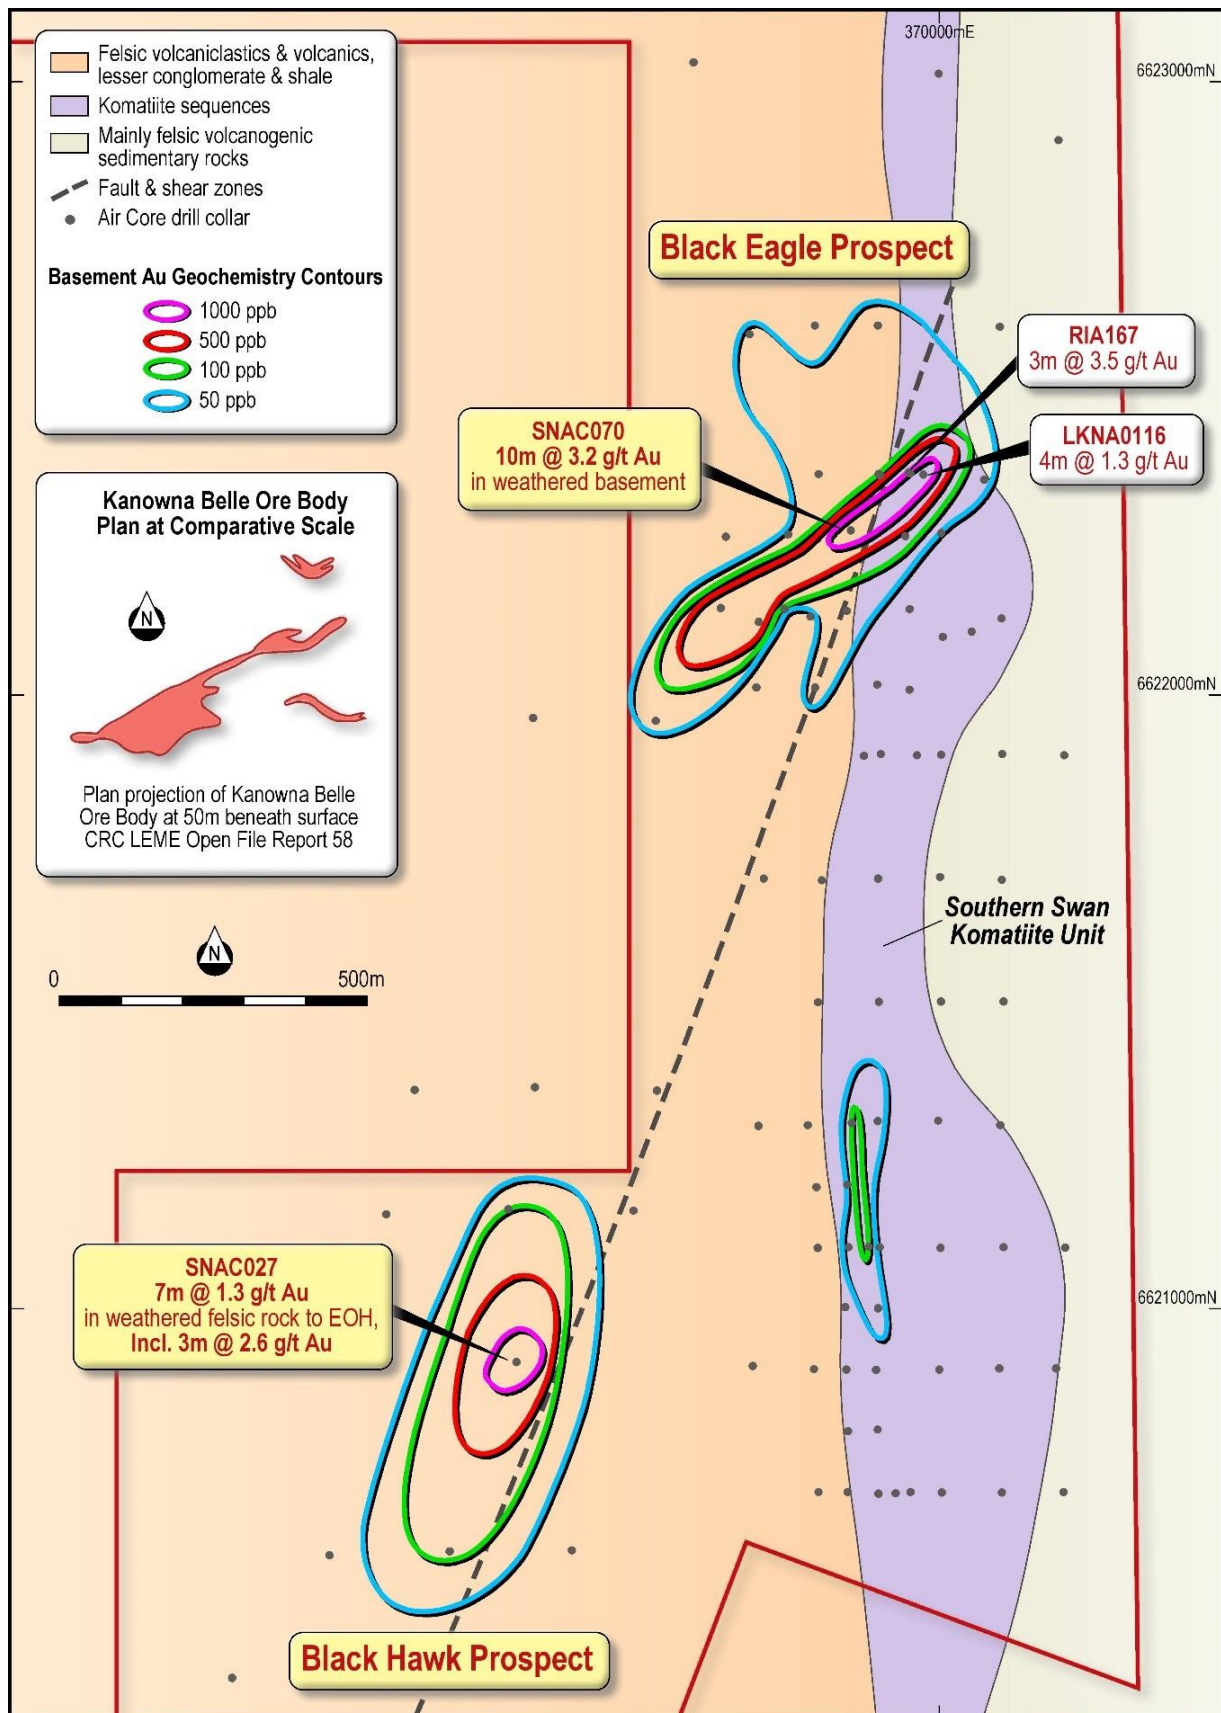 370000mE
6623000mN
Felsic volcaniclastics & volcanics,
lesser conglomerate & shale
Komatiite sequences
Mainly felsic volcanogenic
sedimentary rocks
Fault & shear zones
Air Core drill collar
Basement Au Geochemistry Contours
1000 ppb
500 ppb
100 ppb
50 ppb
Black Eagle Prospect
RIA167
3m @ 3.5 g/t Au
SNAC070
10m @ 3.2 g/t Au
in weathered basement
LKNA0116
4m @ 1.3 g/t Au
Kanowna Belle Ore Body
Plan at Comparative Scale
N
Plan projection of Kanowna Belle
Ore Body at 50m beneath surface
CRC LEME Open File Report 58
6622000mN
Southern Swan
Komatiite Unit
N
0 500m
SNAC027
7m @ 1.3 g/t Au
in weathered felsic rock to EOH,
Incl. 3m @ 2.6 g/t Au
6621000mN
Black Hawk Prospect